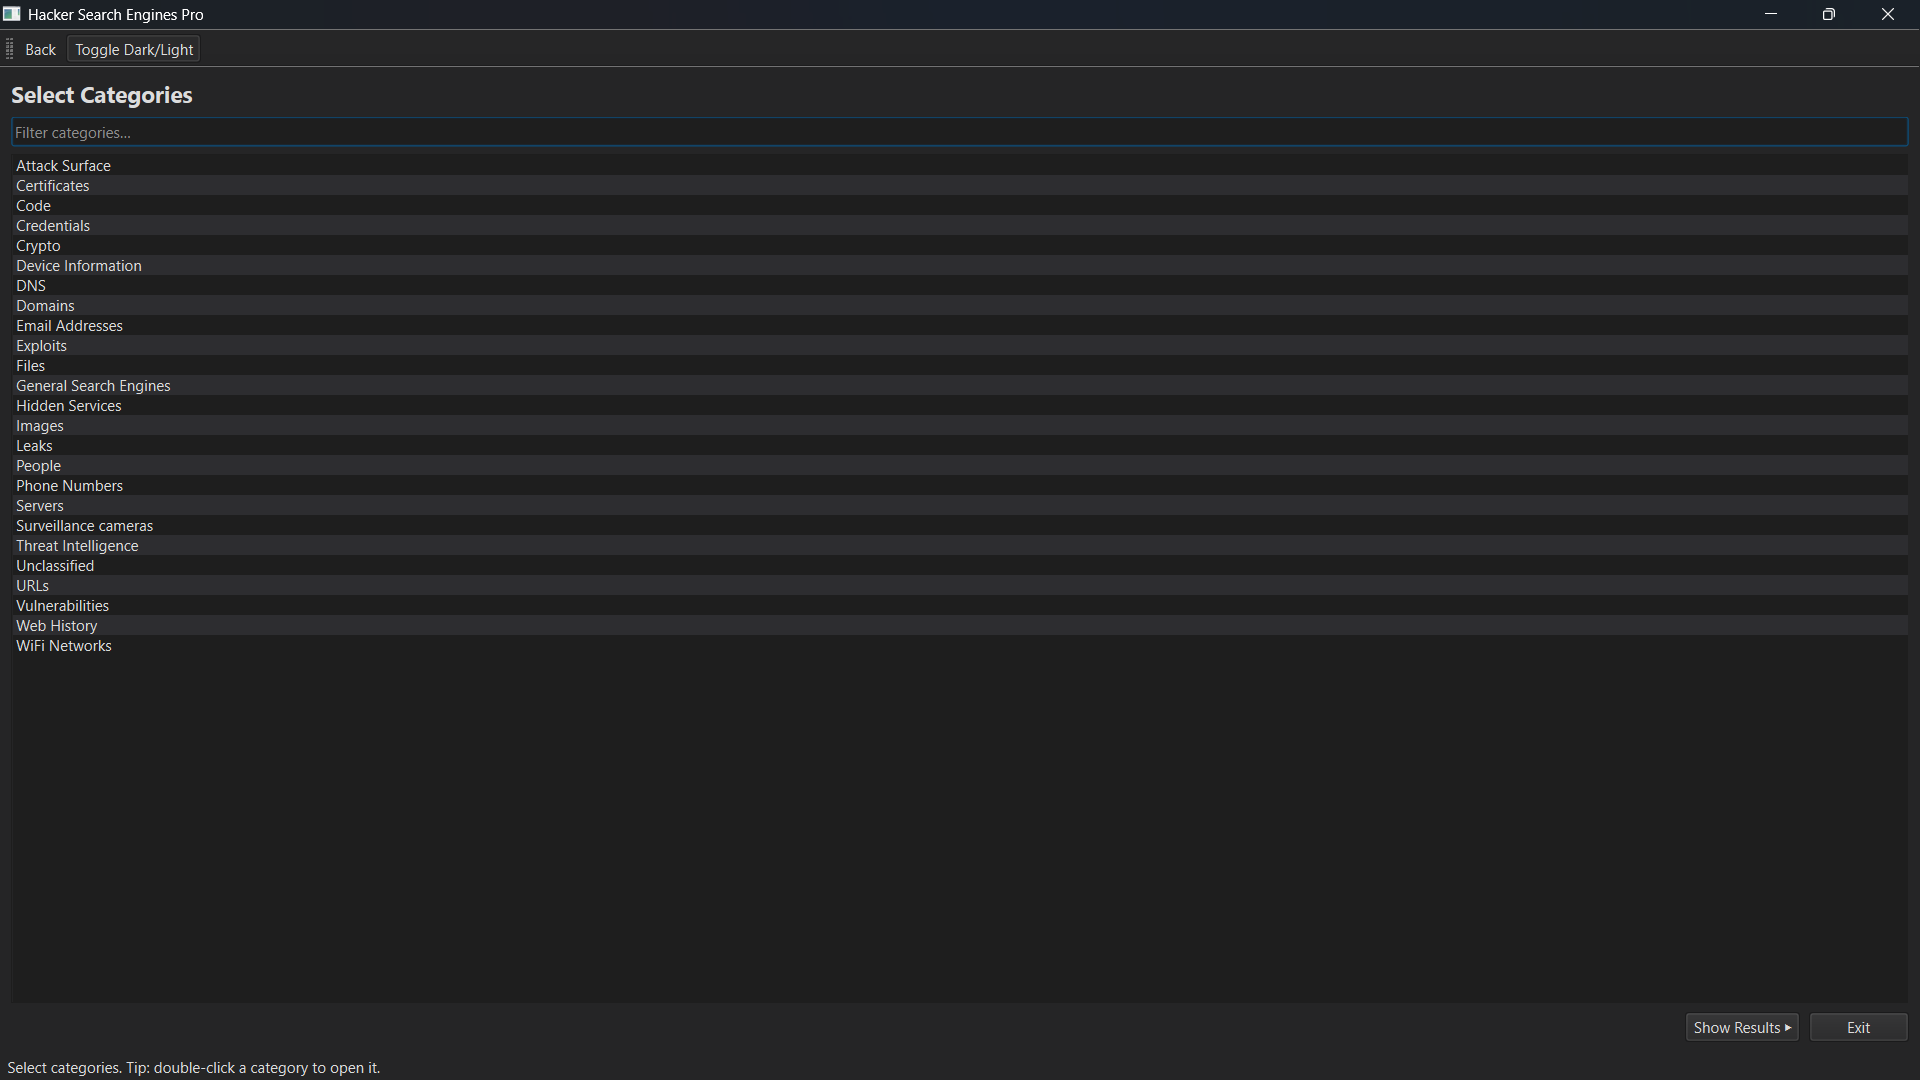 Hacker Search Engines Pro
Back Toggle Dark/Light
Select Categories
Filter categories...
Attack Surface
Certificates
Code
Credentials
Crypto
Device Information
DNS
Domains
Email Addresses
Exploits
Files
General Search Engines
Hidden Services
Images
Leaks
People
Phone Numbers
Servers
Surveillance cameras
Threat Intelligence
Unclassified
URLs
Vulnerabilities
Web History
WiFi Networks
Show Results ▸ Exit
Select categories. Tip: double-click a category to open it.